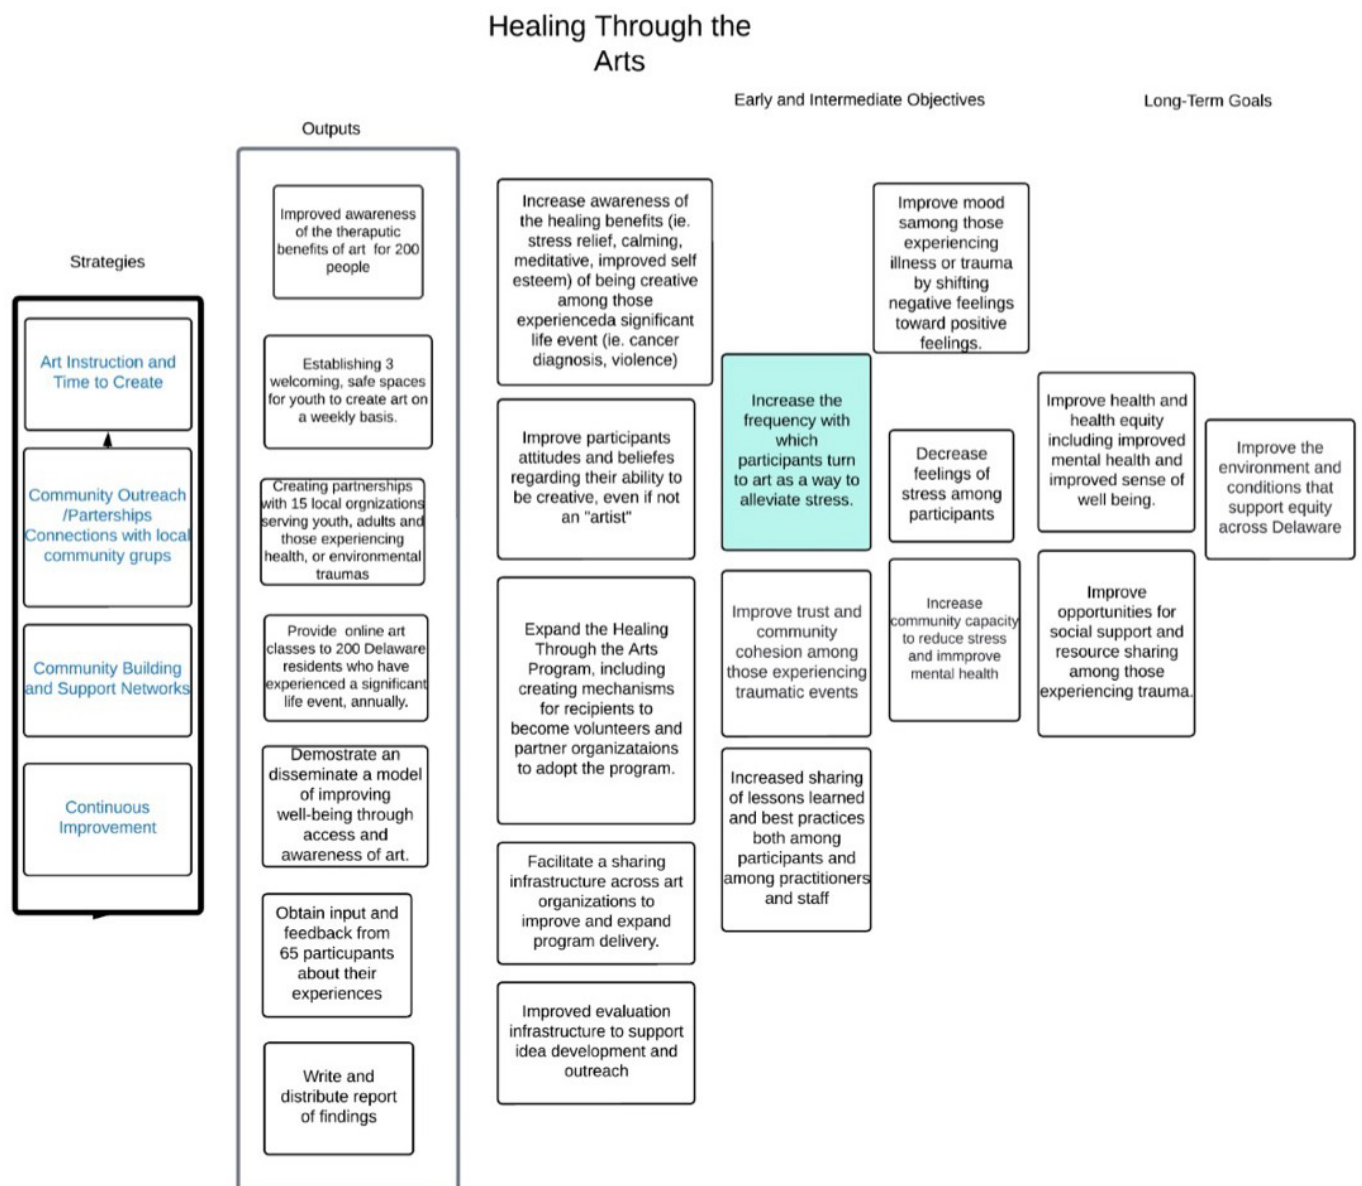 Healing Through the
Arts
Early and Intermediate Objectives
Long-Term Goals
Outputs
Strategies
Art Instruction and
Time to Create
Community Outreach
/Parterships
Connections with local
community grups
Community Building
and Support Networks
Continuous
Improvement
Improved awareness
of the theraputic
benefits of art for 200
people
Establishing 3
welcoming, safe spaces
for youth to create art on
a weekly basis.
Creating partnerships
with 15 local orgnizations
serving youth, adults and
those experiencing
health, or environmental
traumas
Provide online art
classes to 200 Delaware
residents who have
experienced a significant
life event, annually.
Demostrate an
disseminate a model
of improving
well-being through
access and
awareness of art.
Obtain input and
feedback from
65 particupants
about their
experiences
Write and
distribute report
of findings
Increase awareness of
the healing benefits (ie.
stress relief, calming,
meditative, improved self
esteem) of being creative
among those
experienceda significant
life event (ie. cancer
diagnosis, violence)
Improve participants
attitudes and beliefes
regarding their ability to
be creative, even if not
an "artist"
Expand the Healing
Through the Arts
Program, including
creating mechanisms
for recipients to
become volunteers and
partner organizataions
to adopt the program.
Facilitate a sharing
infrastructure across art
organizations to
improve and expand
program delivery.
Improved evaluation
infrastructure to support
idea development and
outreach
Increase the
frequency with
which
participants turn
to art as a way to
alleviate stress.
Improve trust and
community
cohesion among
those experiencing
traumatic events
Increased sharing
of lessons learned
and best practices
both among
participants and
among practitioners
and staff
Improve mood
samong those
experiencing
illness or trauma
by shifting
negative feelings
toward positive
feelings.
Decrease
feelings of
stress among
participants
Increase
community capacity
to reduce stress
and immprove
mental health
Improve health and
health equity
including improved
mental health and
improved sense of
well being.
Improve
opportunities for
social support and
resource sharing
among those
experiencing trauma.
Improve the
environment and
conditions that
support equity
across Delaware